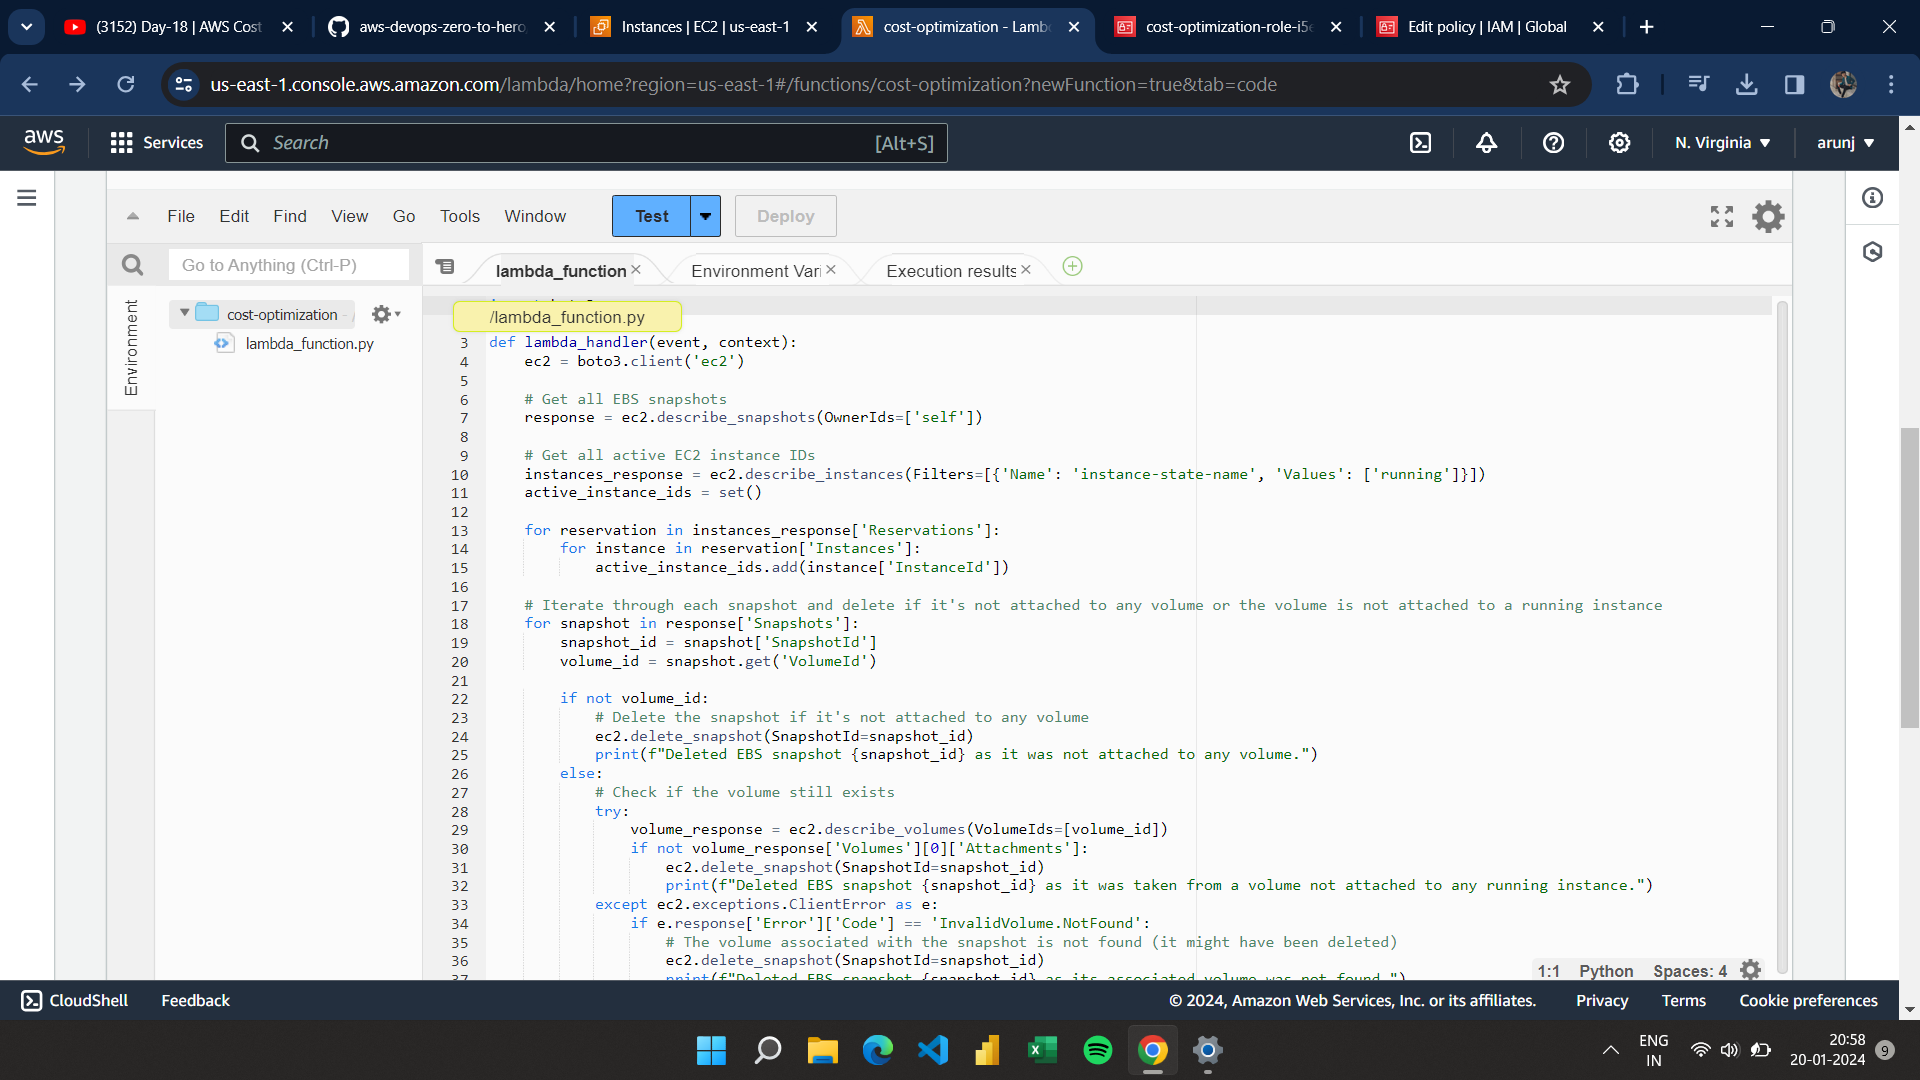 (3152) Day-18 | AWS Cost
aws-devops-zero-to-hero
Instances | EC2 | us-east-1
cost-optimization - Lamb
cost-optimization-role-i5
Edit policy | IAM | Global
us-east-1.console.aws.amazon.com/lambda/home?region=us-east-1#/functions/cost-optimization?newFunction=true&tab=code
aws
Services
Search
[Alt+S]
N. Virginia
arunj
File Edit Find View Go Tools Window
Test
Deploy
Go to Anything (Ctrl-P)
lambda_function
Environment Vari
Execution results
Environment
cost-optimization
lambda_function.py
/lambda_function.py
3 def lambda_handler(event, context):
4 ec2 = boto3.client('ec2')
5
6 # Get all EBS snapshots
7 response = ec2.describe_snapshots(OwnerIds=['self'])
8
9 # Get all active EC2 instance IDs
10 instances_response = ec2.describe_instances(Filters=[{'Name': 'instance-state-name', 'Values': ['running']}])
11 active_instance_ids = set()
12
13 for reservation in instances_response['Reservations']:
14 for instance in reservation['Instances']:
15 active_instance_ids.add(instance['InstanceId'])
16
17 # Iterate through each snapshot and delete if it's not attached to any volume or the volume is not attached to a running instance
18 for snapshot in response['Snapshots']:
19 snapshot_id = snapshot['SnapshotId']
20 volume_id = snapshot.get('VolumeId')
21
22 if not volume_id:
23 # Delete the snapshot if it's not attached to any volume
24 ec2.delete_snapshot(SnapshotId=snapshot_id)
25 print(f"Deleted EBS snapshot {snapshot_id} as it was not attached to any volume.")
26 else:
27 # Check if the volume still exists
28 try:
29 volume_response = ec2.describe_volumes(VolumeIds=[volume_id])
30 if not volume_response['Volumes'][0]['Attachments']:
31 ec2.delete_snapshot(SnapshotId=snapshot_id)
32 print(f"Deleted EBS snapshot {snapshot_id} as it was taken from a volume not attached to any running instance.")
33 except ec2.exceptions.ClientError as e:
34 if e.response['Error']['Code'] == 'InvalidVolume.NotFound':
35 # The volume associated with the snapshot is not found (it might have been deleted)
36 ec2.delete_snapshot(SnapshotId=snapshot_id)
37 print(f"Deleted EBS snapshot {snapshot_id} as its associated volume was not found.")
1:1 Python Spaces: 4
CloudShell Feedback
© 2024, Amazon Web Services, Inc. or its affiliates. Privacy Terms Cookie preferences
ENG
IN
20:58
20-01-2024
9